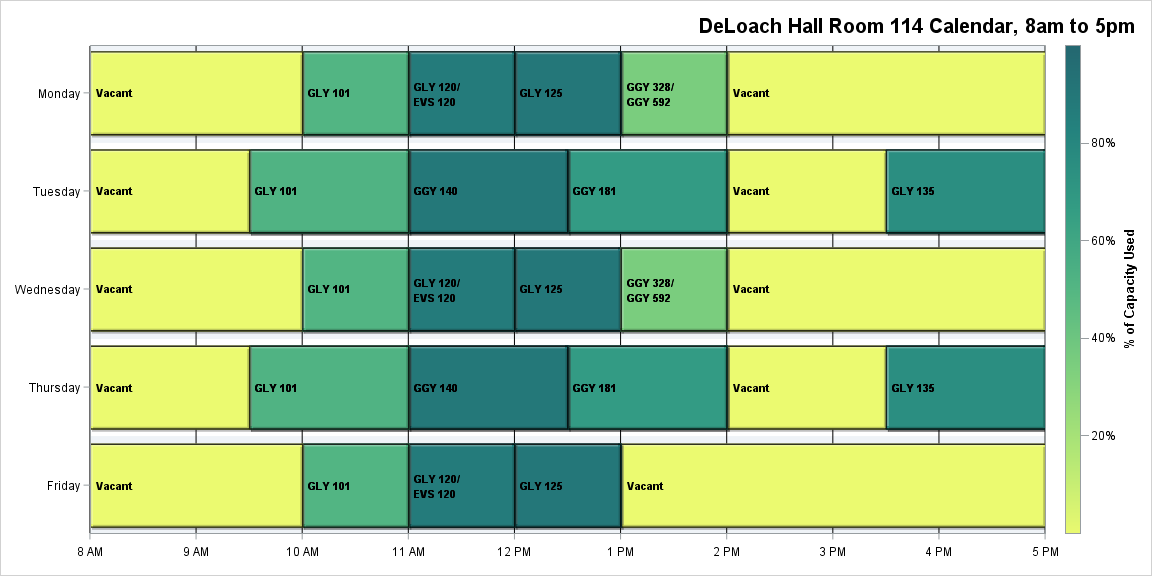 DeLoach Hall Room 114 Calendar, 8am to 5pm
Monday
Vacant
GLY 101
GLY 120/
EVS 120
GLY 125
GGY 328/
GGY 592
Vacant
Tuesday
Vacant
GLY 101
GGY 140
GGY 181
Vacant
GLY 135
Wednesday
Vacant
GLY 101
GLY 120/
EVS 120
GLY 125
GGY 328/
GGY 592
Vacant
Thursday
Vacant
GLY 101
GGY 140
GGY 181
Vacant
GLY 135
Friday
Vacant
GLY 101
GLY 120/
EVS 120
GLY 125
Vacant
8 AM
9 AM
10 AM
11 AM
12 PM
1 PM
2 PM
3 PM
4 PM
5 PM
80%
60%
40%
20%
% of Capacity Used